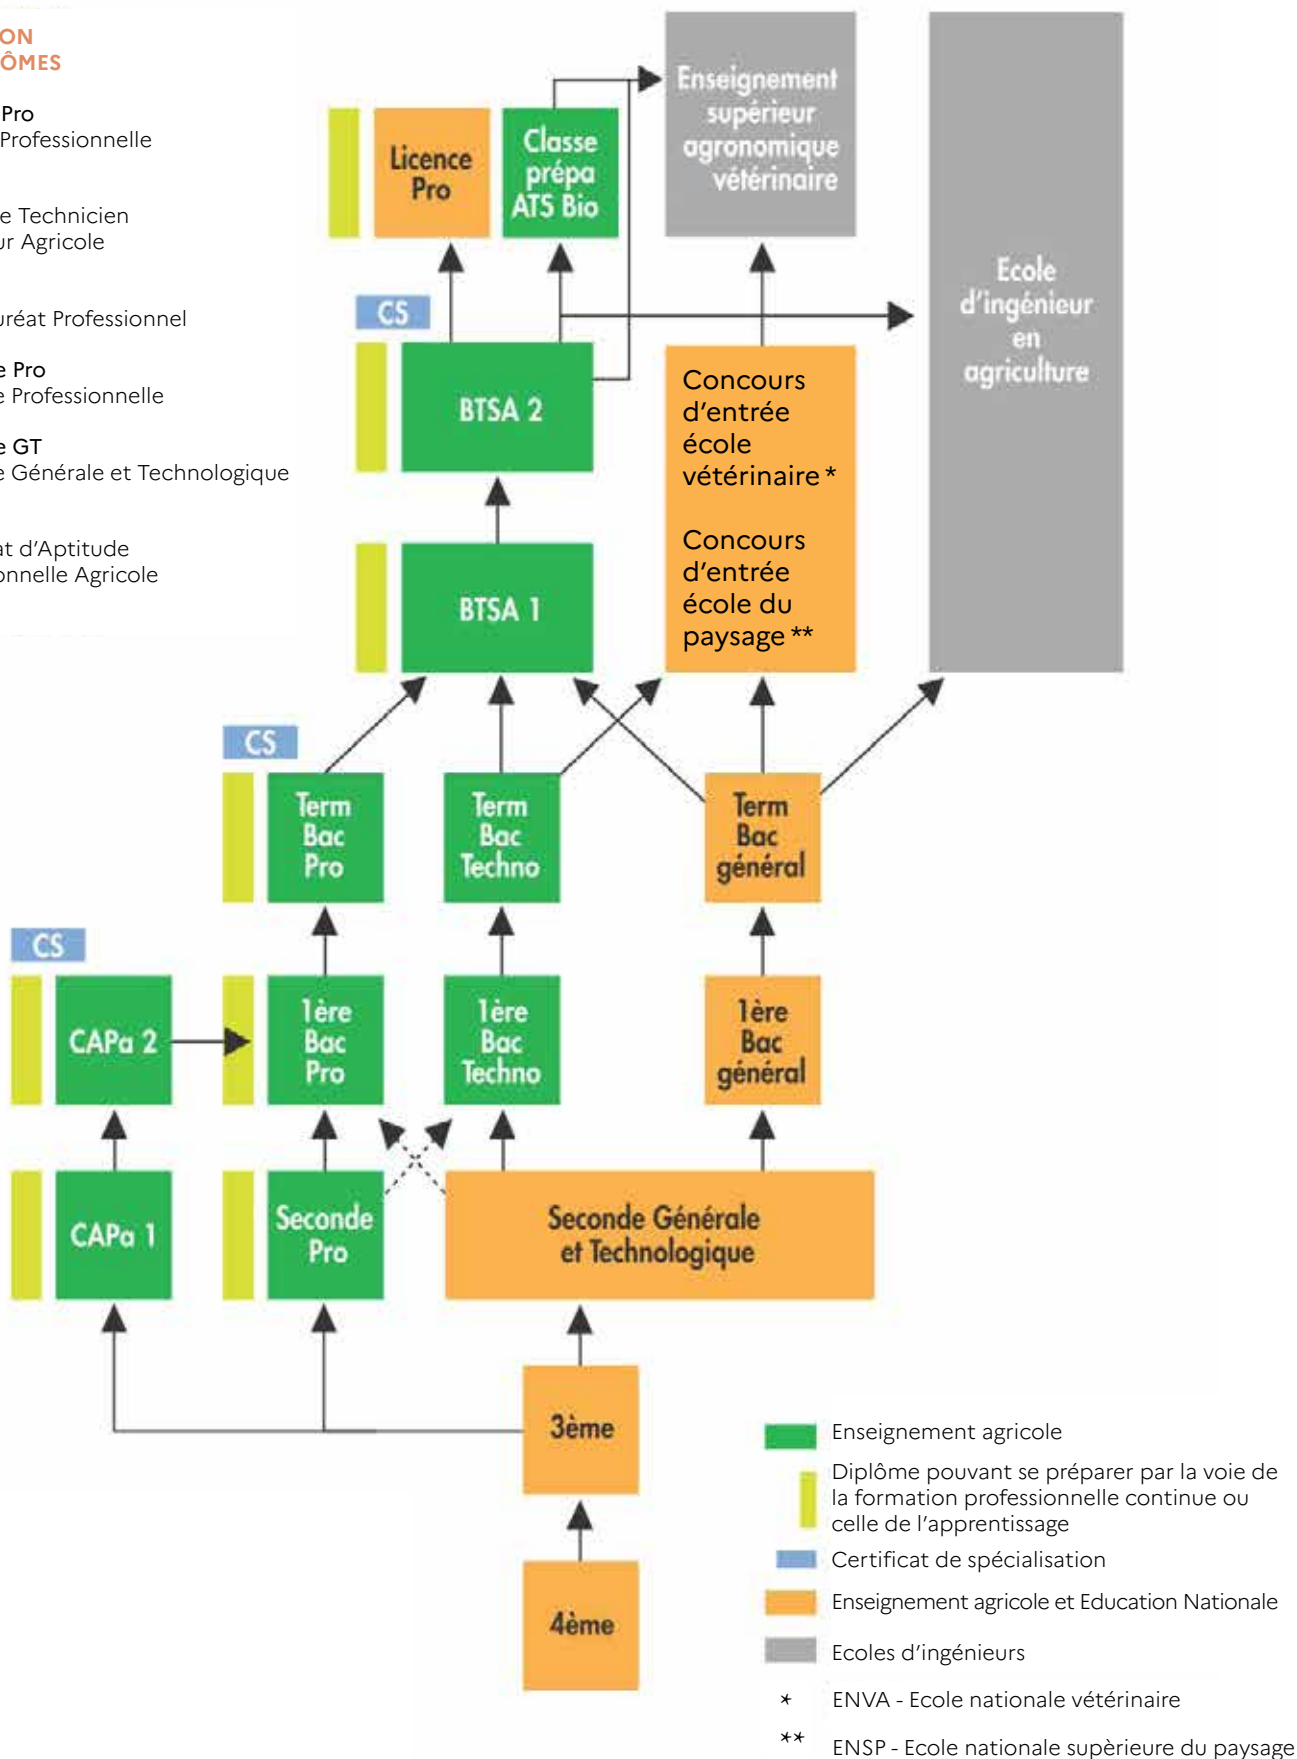 ON
ÔMES
Pro
Professionnelle
e Technicien
ur Agricole
uréat Professionnel
e Pro
e Professionnelle
e GT
e Générale et Technologique
at d'Aptitude
onnelle Agricole
Licence
Pro
Classe
prépa
ATS Bio
Enseignement
supérieur
agronomique
vétérinaire
Ecole
d'ingénieur
en
agriculture
CS
BTSA 2
Concours
d'entrée
école
vétérinaire *
Concours
d'entrée
école du
paysage **
BTSA 1
CS
Term
Bac
Pro
Term
Bac
Techno
Term
Bac
général
CS
CAPa 2
1ère
Bac
Pro
1ère
Bac
Techno
1ère
Bac
général
CAPa 1
Seconde
Pro
Seconde Générale
et Technologique
3ème
4ème
Enseignement agricole
Diplôme pouvant se préparer par la voie de
la formation professionnelle continue ou
celle de l'apprentissage
Certificat de spécialisation
Enseignement agricole et Education Nationale
Ecoles d'ingénieurs
* ENVA - Ecole nationale vétérinaire
** ENSP - Ecole nationale supèrieure du paysage